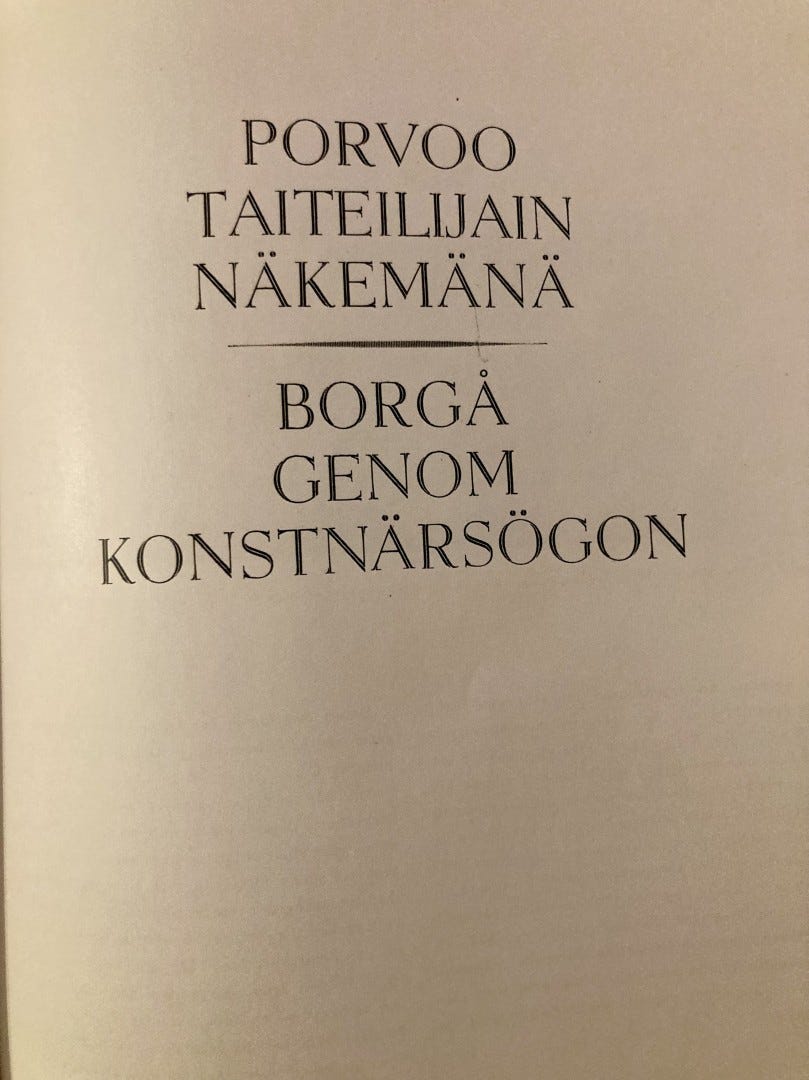 PORVOO
TAITEILIJAIN
NÄKEMÄNÄ
BORGÅ
GENOM
KONSTNÄRSÖGON